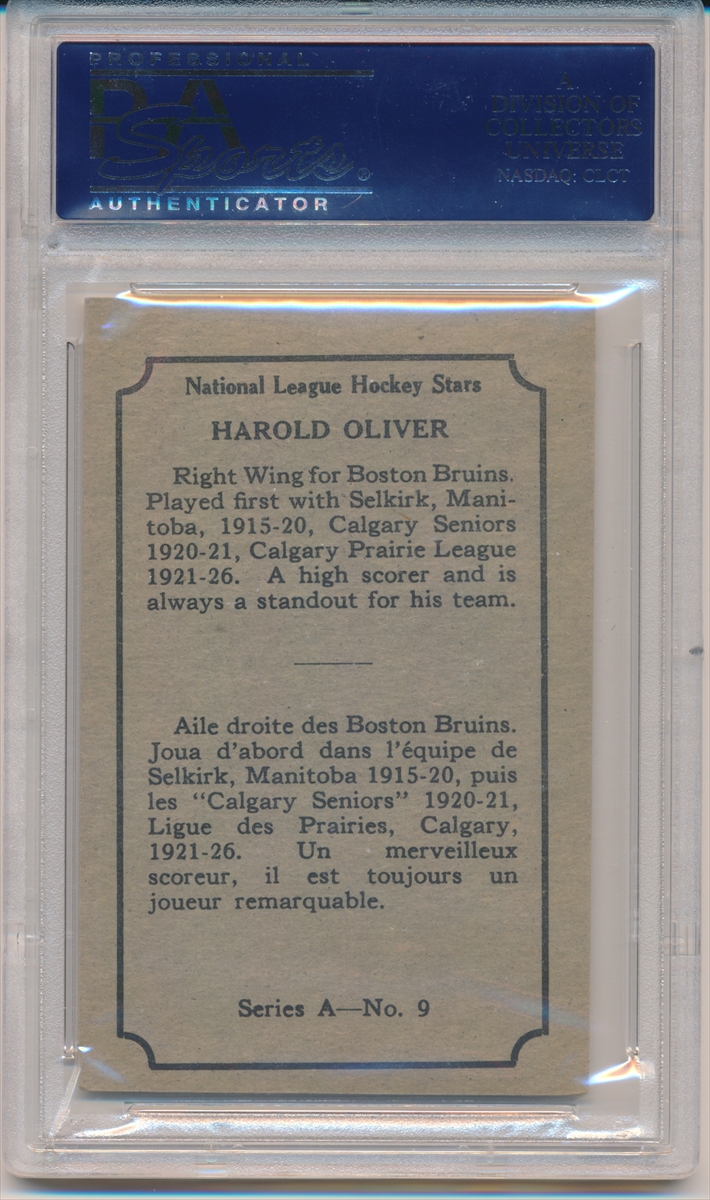 PROFESSIONAL
PSA
Sports®
AUTHENTICATOR
A
DIVISION OF
COLLECTORS
UNIVERSE
NASDAQ: CLCT
National League Hockey Stars
HAROLD OLIVER
Right Wing for Boston Bruins.
Played first with Selkirk, Mani-
toba, 1915-20, Calgary Seniors
1920-21, Calgary Prairie League
1921-26. A high scorer and is
always a standout for his team.
Aile droite des Boston Bruins.
Joua d'abord dans l'équipe de
Selkirk, Manitoba 1915-20, puis
les "Calgary Seniors" 1920-21,
Ligue des Prairies, Calgary,
1921-26. Un merveilleux
scoreur, il est toujours un
joueur remarquable.
Series A—No. 9